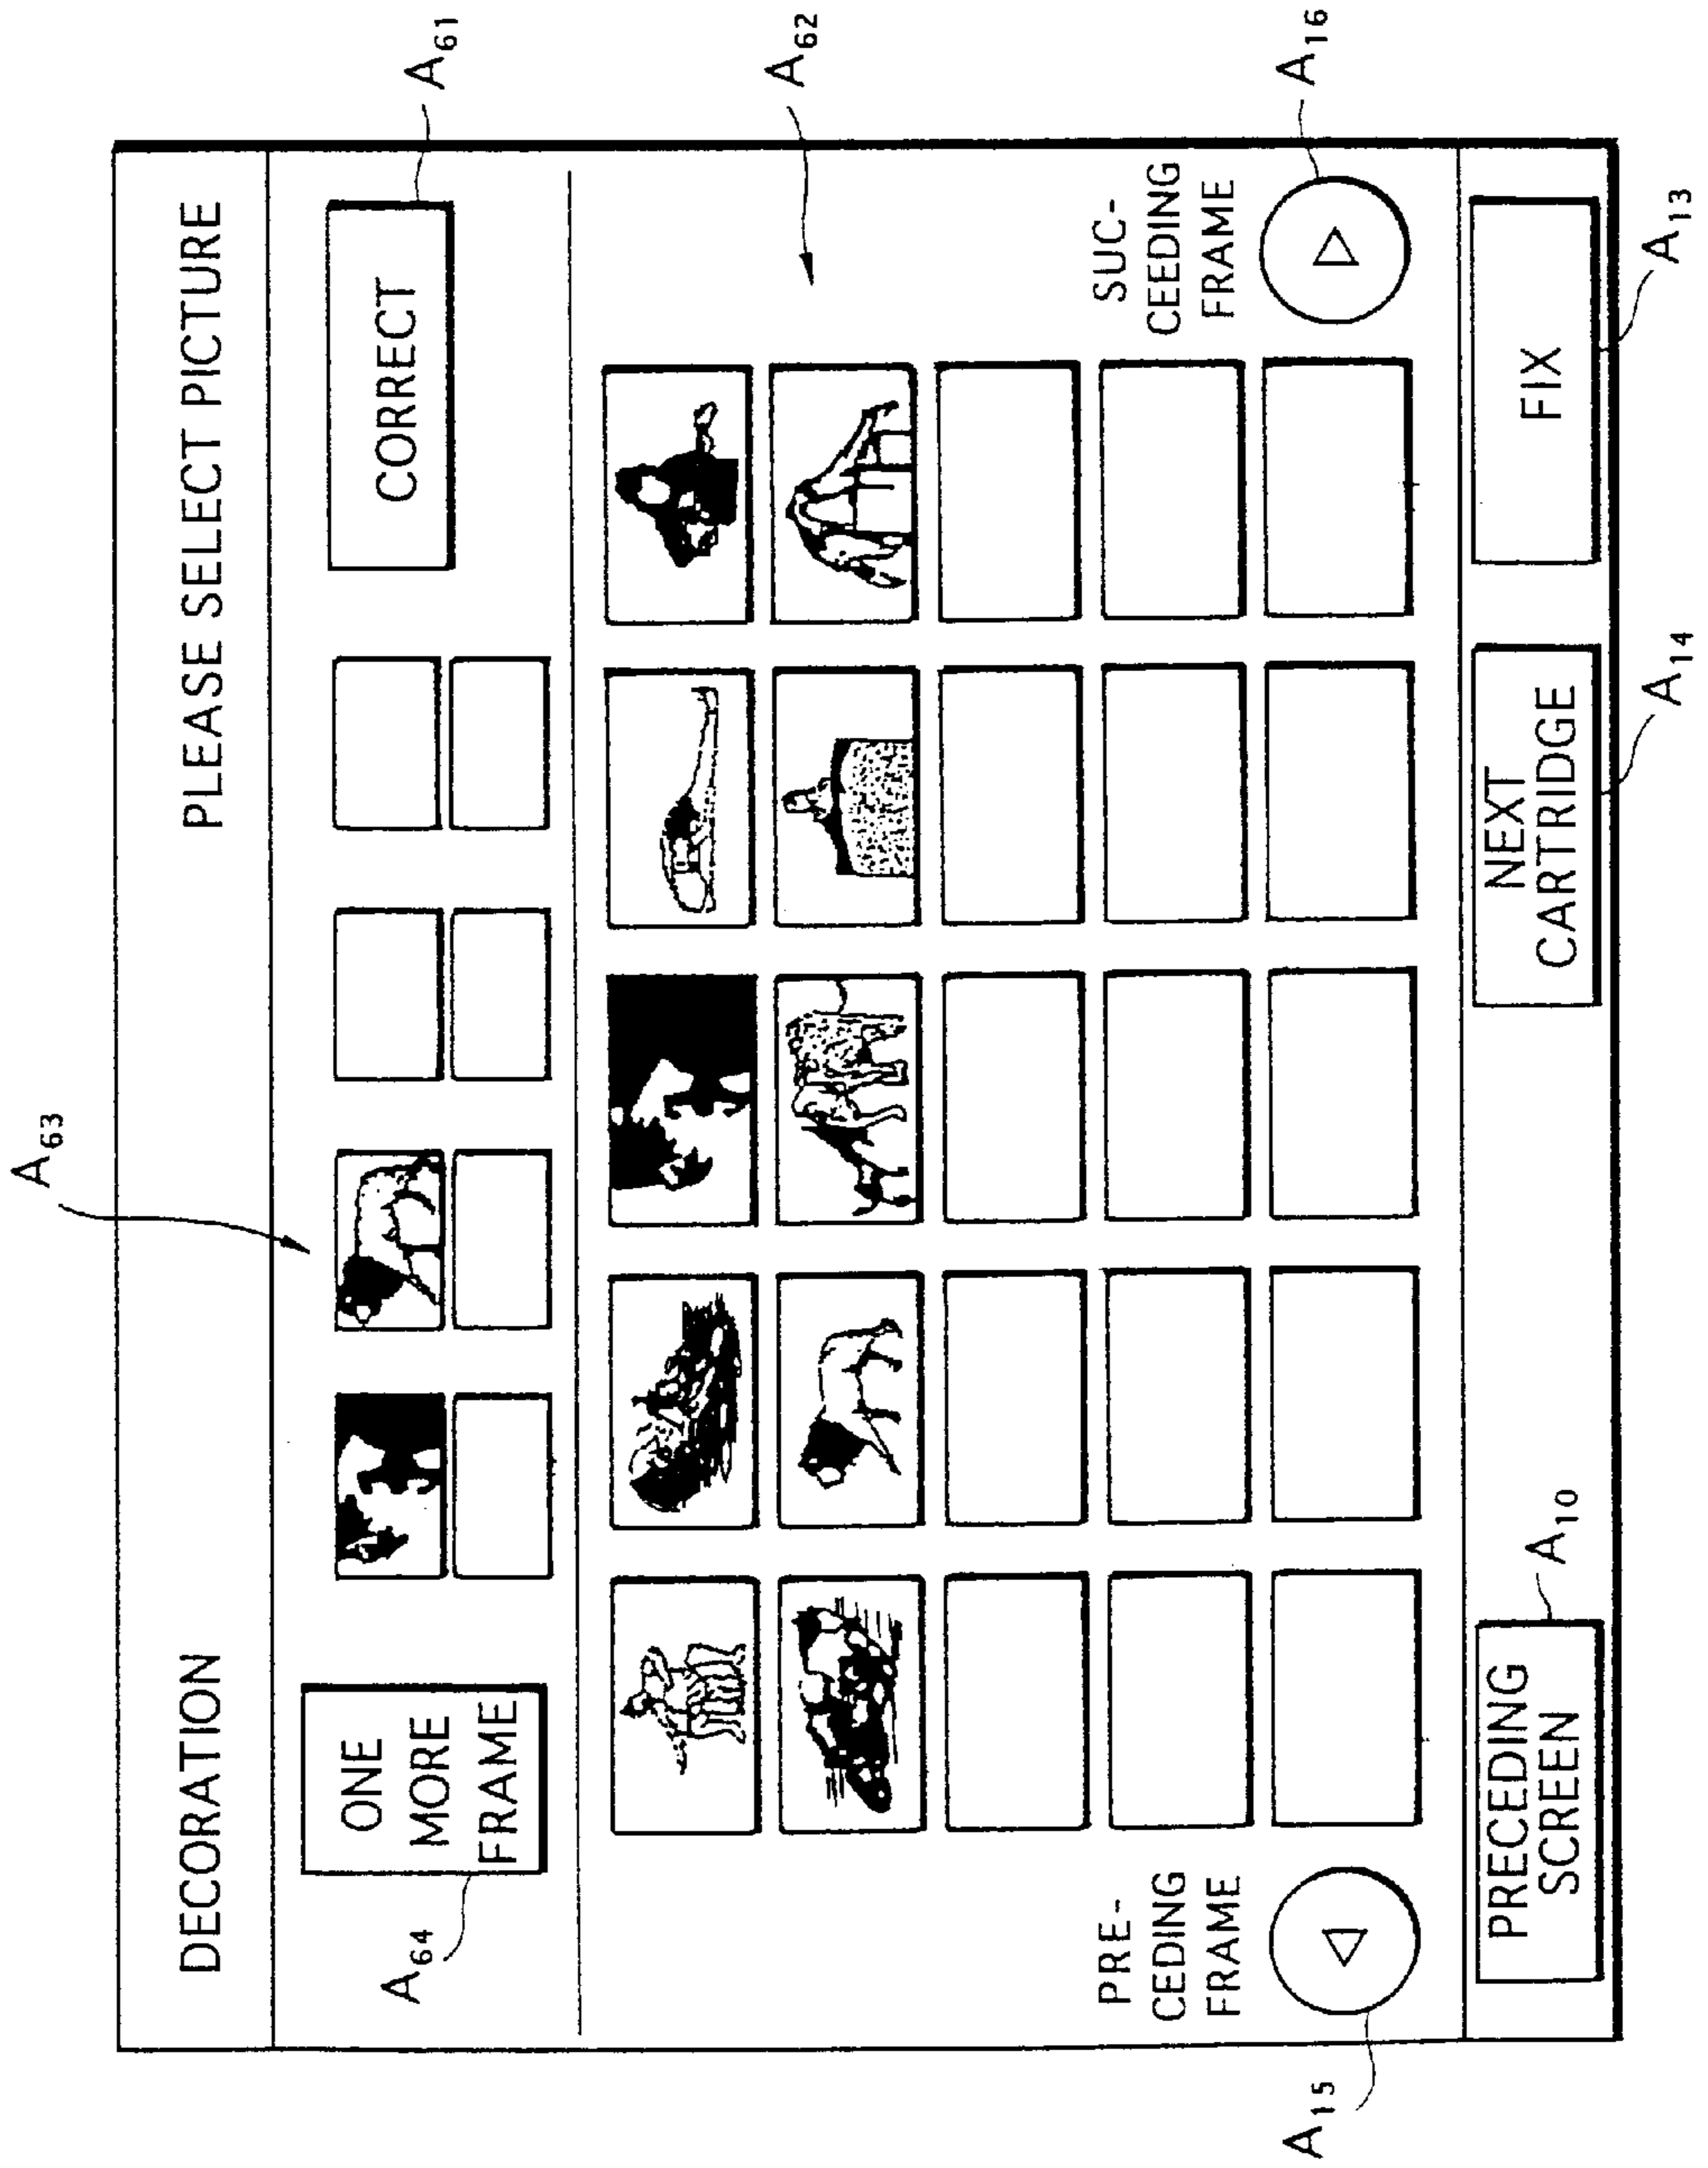 A63
A61
A62
A16
DECORATION
PLEASE SELECT PICTURE
ONE
MORE
FRAME
CORRECT
A64
PRE-
CEDING
FRAME
SUC-
CEEDING
FRAME
PRECEDING
SCREEN
NEXT
CARTRIDGE
FIX
A15
A10
A14
A13